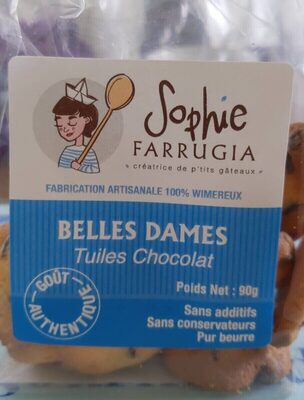 Sophie
FARRUGIA
créatrice de p'tits gâteaux
FABRICATION ARTISANALE 100% WIMEREUX
BELLES DAMES
Tuiles Chocolat
GOÛT
AUTHENTIQUE
Poids Net : 90g
Sans additifs
Sans conservateurs
Pur beurre